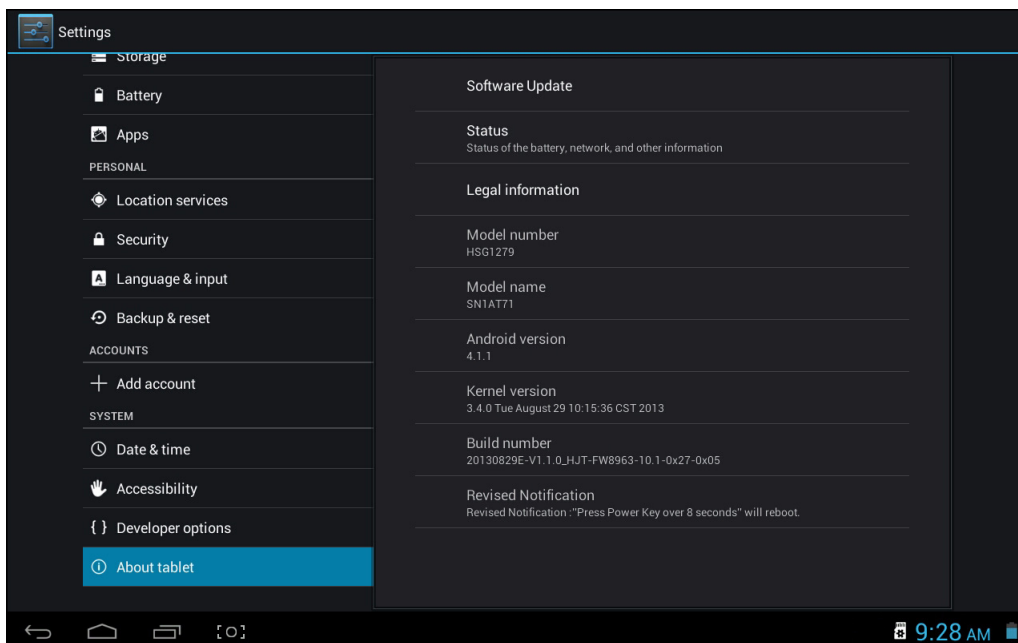 Settings
Storage
Battery
Apps
PERSONAL
Location services
Security
Language & input
Backup & reset
ACCOUNTS
Add account
SYSTEM
Date & time
Accessibility
Developer options
About tablet
Software Update
Status
Status of the battery, network, and other information
Legal information
Model number
HSG1279
Model name
SN1AT71
Android version
4.1.1
Kernel version
3.4.0 Tue August 29 10:15:36 CST 2013
Build number
20130829E-V1.1.0_HJT-FW8963-10.1-0x27-0x05
Revised Notification
Revised Notification :"Press Power Key over 8 seconds" will reboot.
9:28 AM